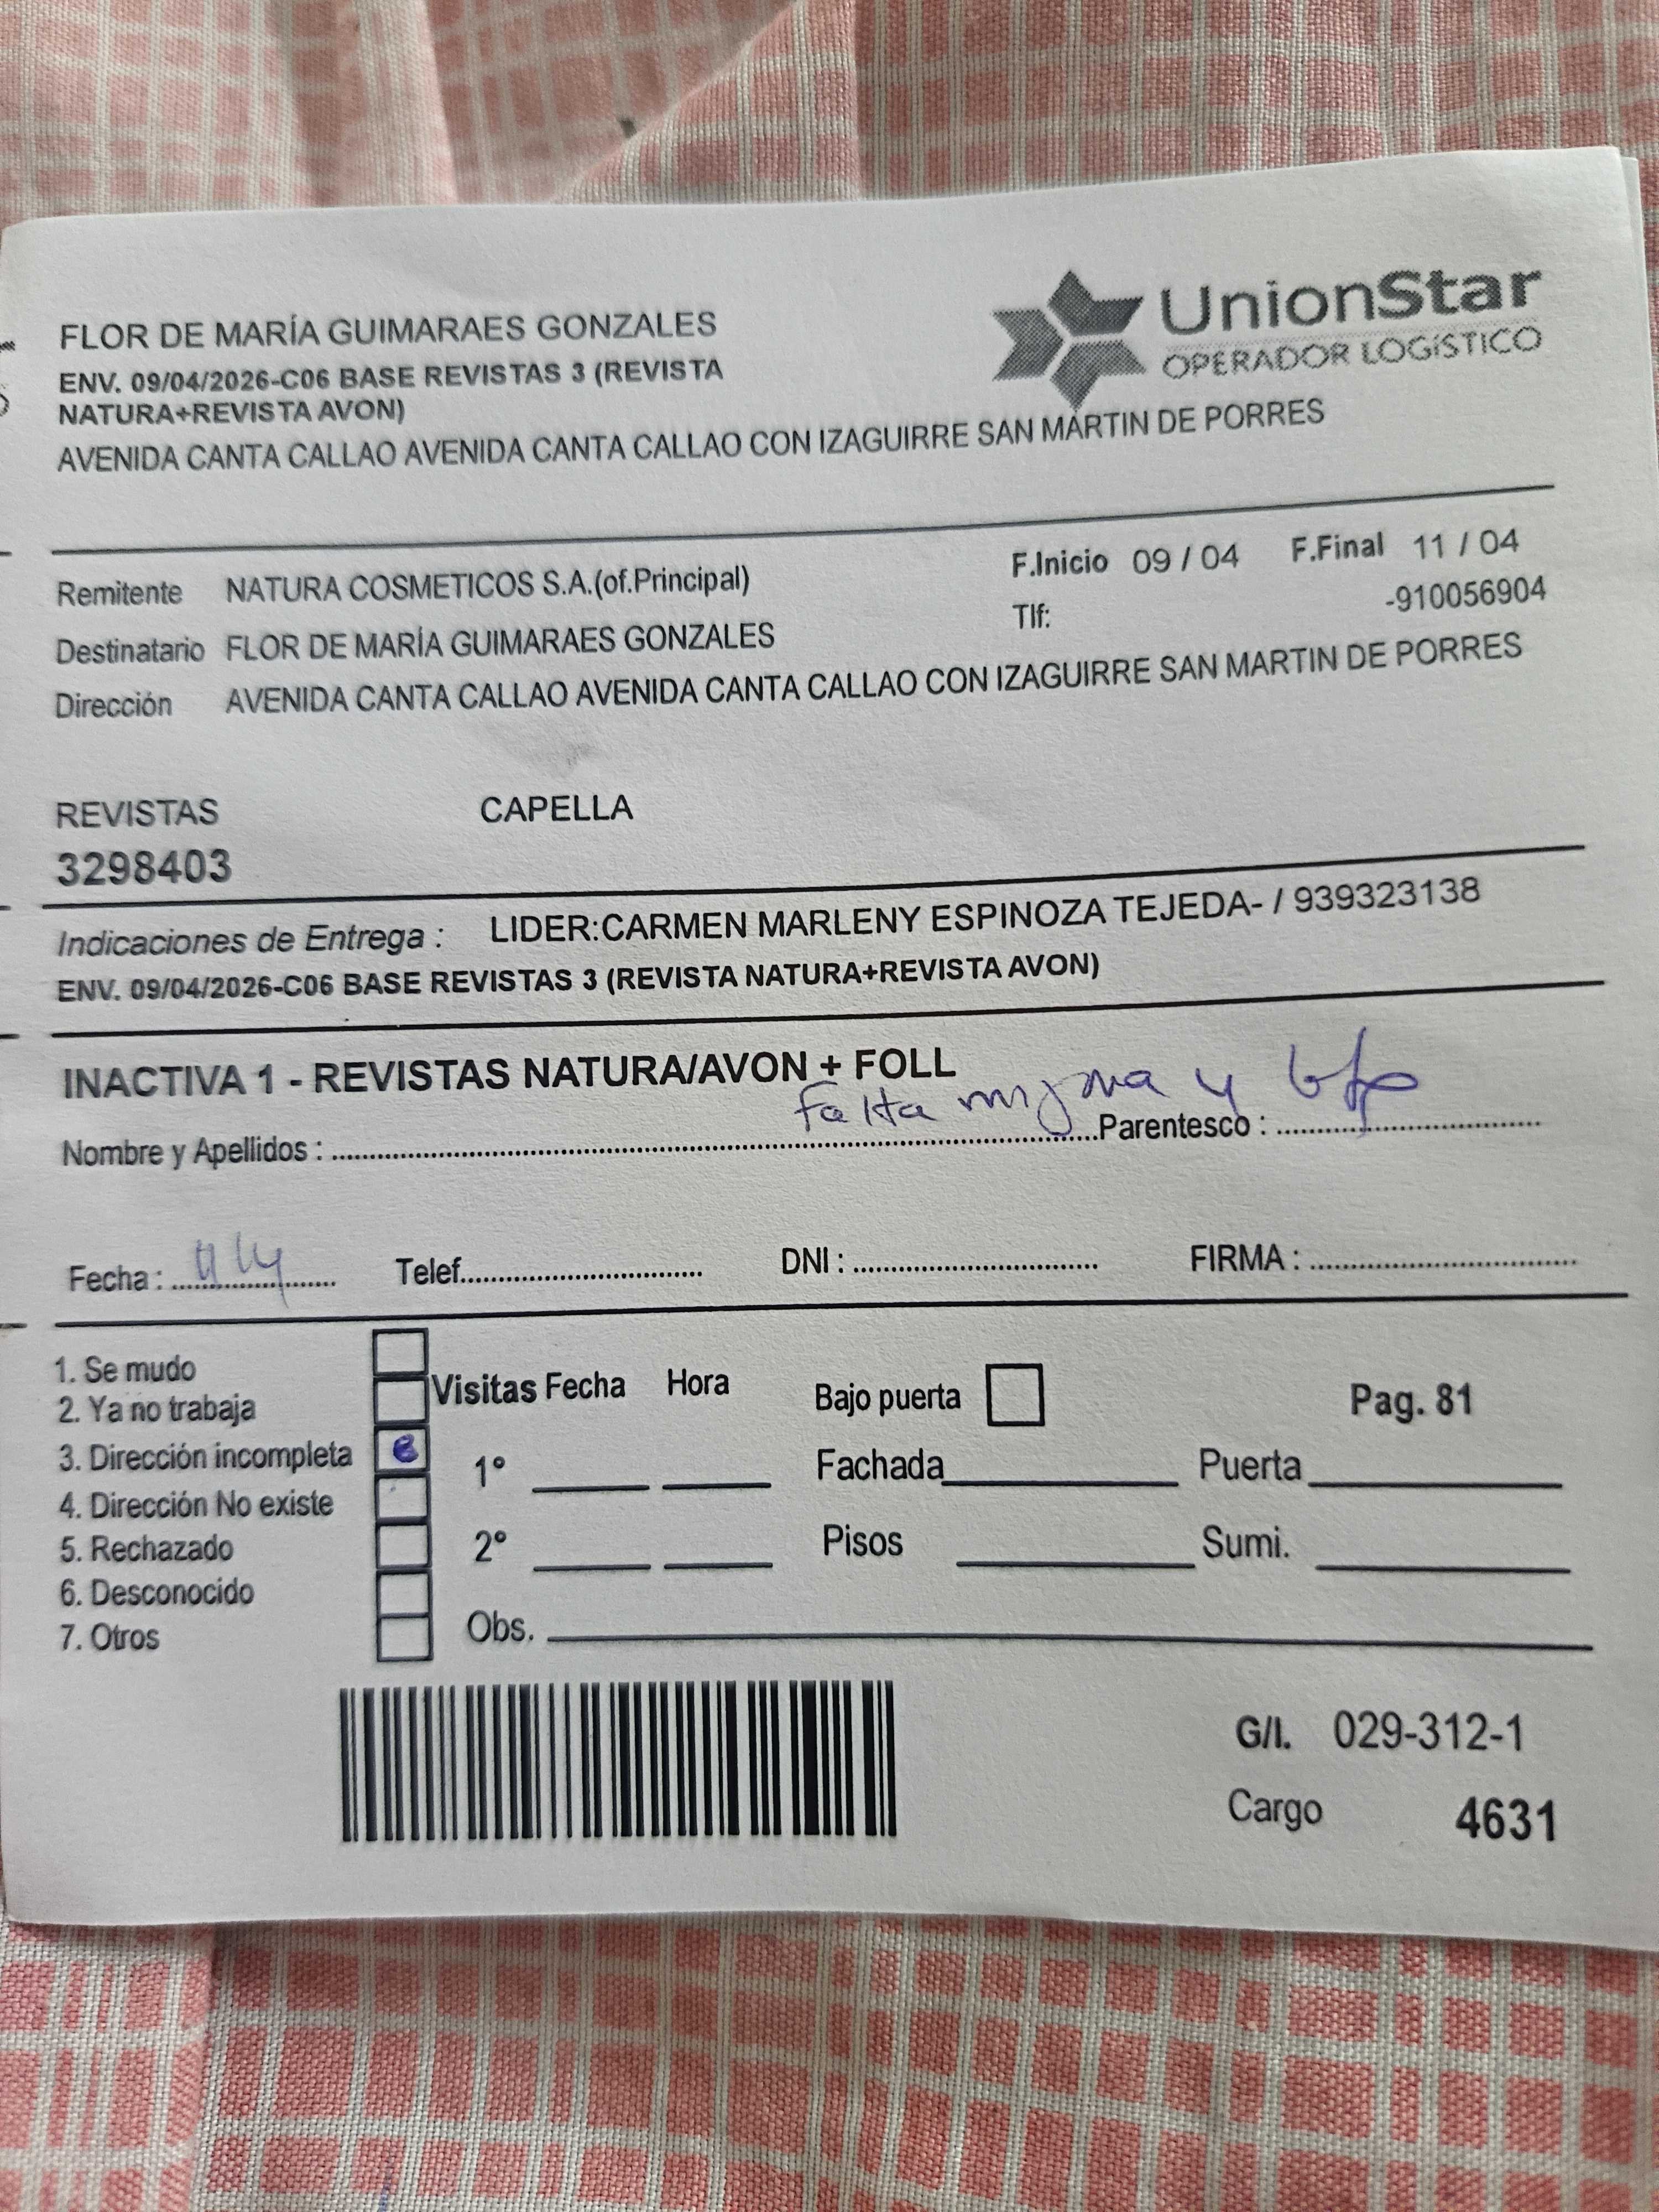 FLOR DE MARÍA GUIMARAES GONZALES
ENV. 09/04/2026-C06 BASE REVISTAS 3 (REVISTA
NATURA+REVISTA AVON)
AVENIDA CANTA CALLAO AVENIDA CANTA CALLAO CON IZAGUIRRE SAN MARTIN DE PORRES
UnionStar
OPERADOR LOGÍSTICO
Remitente NATURA COSMETICOS S.A.(of.Principal)
F.Inicio 09 / 04 F.Final 11 / 04
Destinatario FLOR DE MARÍA GUIMARAES GONZALES
Tlf: -910056904
Dirección AVENIDA CANTA CALLAO AVENIDA CANTA CALLAO CON IZAGUIRRE SAN MARTIN DE PORRES
REVISTAS CAPELLA
3298403
Indicaciones de Entrega : LIDER:CARMEN MARLENY ESPINOZA TEJEDA- / 939323138
ENV. 09/04/2026-C06 BASE REVISTAS 3 (REVISTA NATURA+REVISTA AVON)
INACTIVA 1 - REVISTAS NATURA/AVON + FOLL
Falta y
Nombre y Apellidos : Parentesco :
Fecha : Telef. DNI : FIRMA :
1. Se mudo
2. Ya no trabaja
3. Dirección incompleta
4. Dirección No existe
5. Rechazado
6. Desconocido
7. Otros
Visitas Fecha Hora
1°
2°
Obs.
Bajo puerta Pag. 81
Fachada Puerta
Pisos Sumi.
G/I. 029-312-1
Cargo 4631